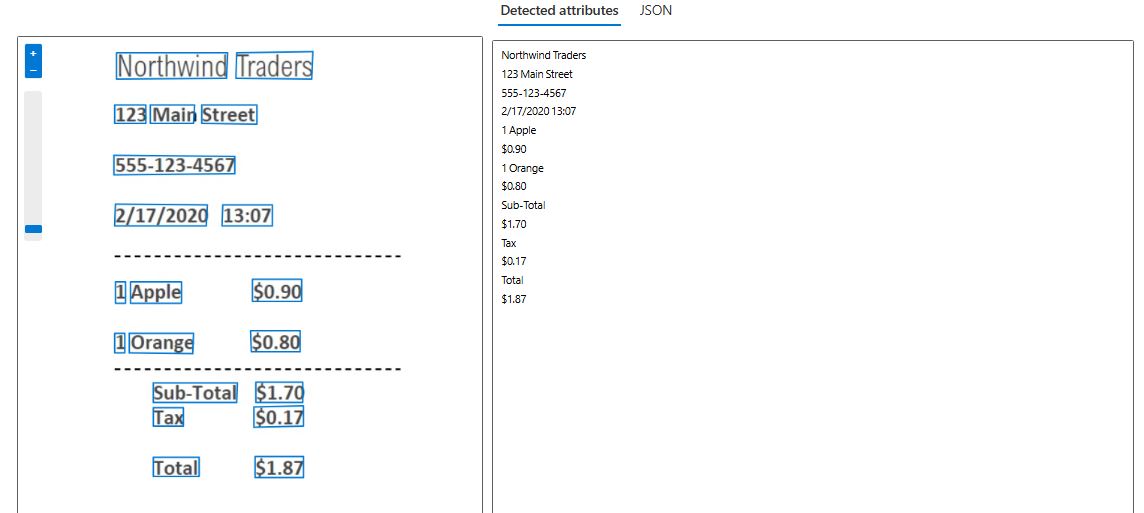 Detected attributes JSON
+
−
Northwind Traders
123 Main Street
555-123-4567
2/17/2020 13:07
-------------------------------
1 Apple $0.90
1 Orange $0.80
-------------------------------
Sub-Total $1.70
Tax $0.17
Total $1.87
Northwind Traders
123 Main Street
555-123-4567
2/17/2020 13:07
1 Apple
$0.90
1 Orange
$0.80
Sub-Total
$1.70
Tax
$0.17
Total
$1.87